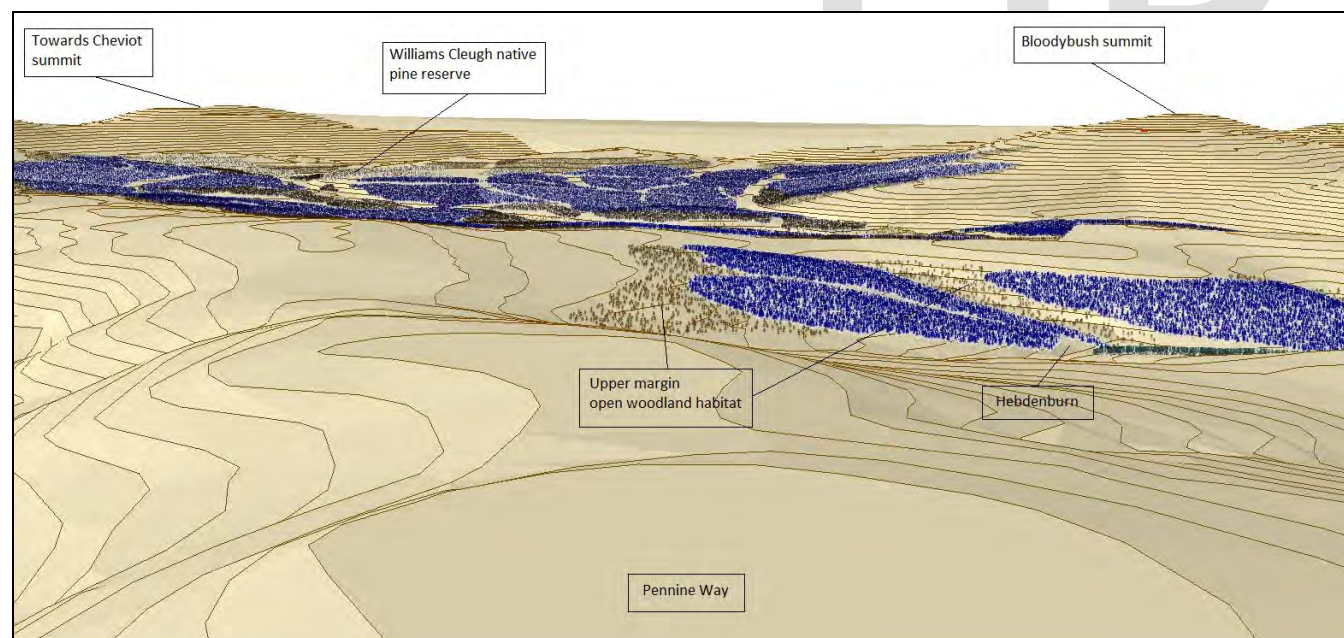 Towards Cheviot
summit
Williams Cleugh native
pine reserve
Bloodybush summit
Upper margin
open woodland habitat
Hebdenburn
Pennine Way